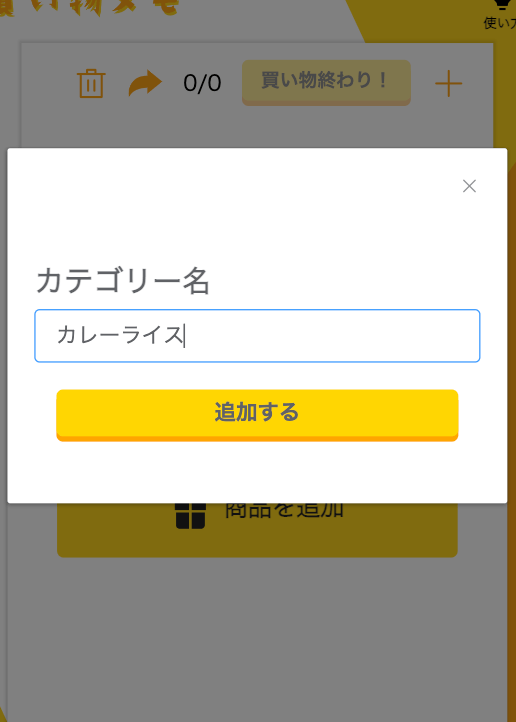 買い物メモ
使い方
0/0
買い物終わり！
カテゴリー名
カレーライス
追加する
商品を追加